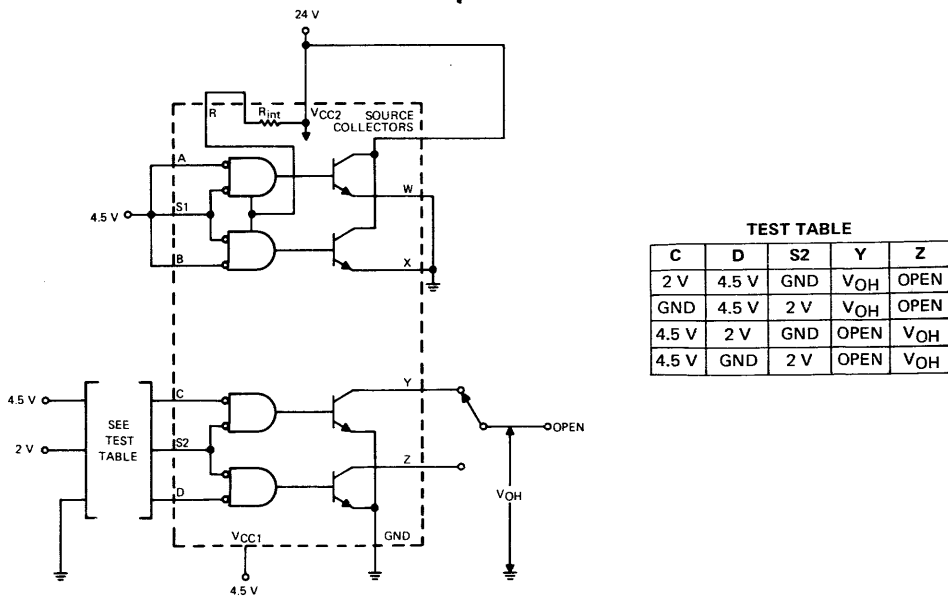 24 V
R
Rint
VCC2
SOURCE
COLLECTORS
A
W
4.5 V
S1
B
X
TEST TABLE
C D S2 Y Z
2 V 4.5 V GND VOH OPEN
GND 4.5 V 2 V VOH OPEN
4.5 V 2 V GND OPEN VOH
4.5 V GND 2 V OPEN VOH
4.5 V
C
Y
SEE
TEST
TABLE
OPEN
2 V
S2
Z
D
VOH
VCC1
GND
4.5 V